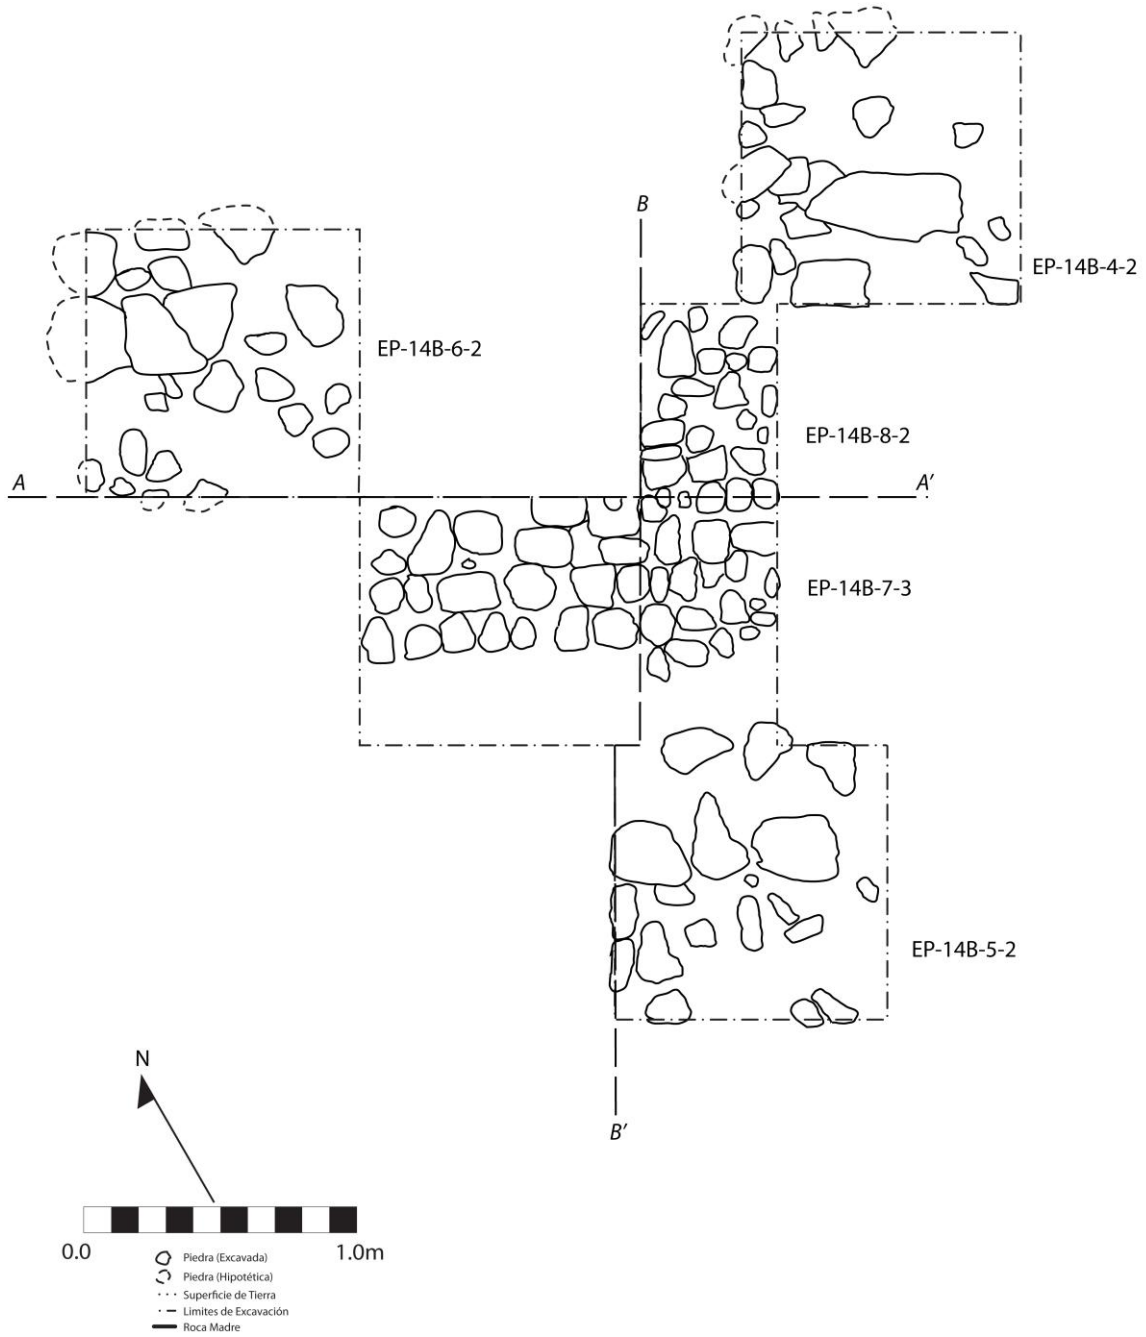 B
EP-14B-4-2
EP-14B-6-2
EP-14B-8-2
A
A'
EP-14B-7-3
EP-14B-5-2
B'
N
0.0
1.0m
Piedra (Excavada)
Piedra (Hipotética)
Superficie de Tierra
Limites de Excavación
Roca Madre